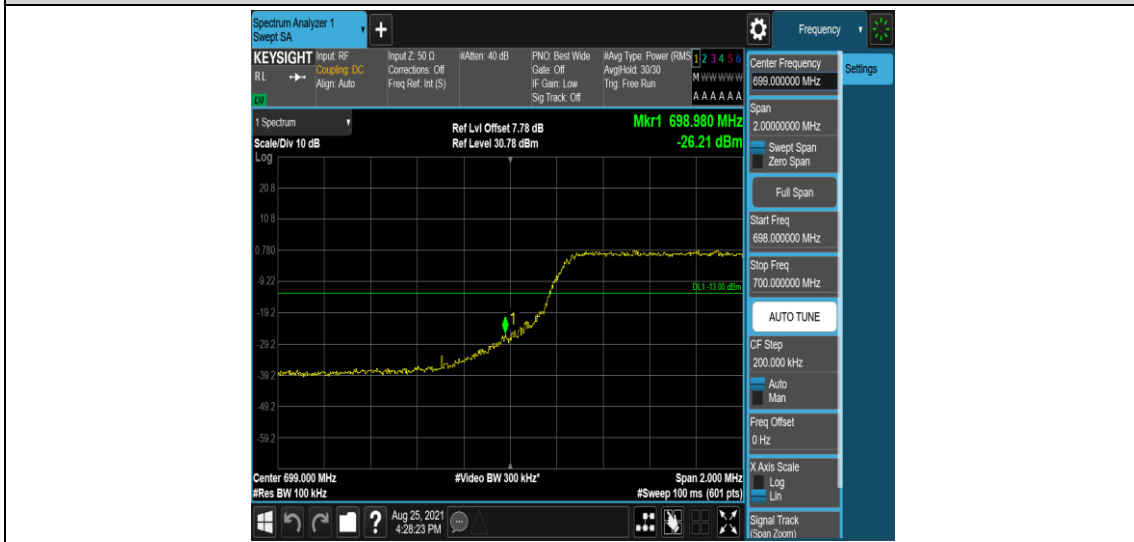 Spectrum Analyzer 1
Swept SA
+
Frequency
KEYSIGHT
RL
LXI
Input: RF
Coupling: DC
Align: Auto
Input Z: 50 Ω
Corrections: Off
Freq Ref: Int (S)
#Atten: 40 dB
PNO: Best Wide
Gate: Off
IF Gain: Low
Sig Track: Off
#Avg Type: Power (RMS
Avg|Hold: 30/30
Trig: Free Run
1 2 3 4 5 6
M W W W W W
A A A A A A
1 Spectrum
Scale/Div 10 dB
Log
Ref Lvl Offset 7.78 dB
Ref Level 30.78 dBm
Mkr1 698.980 MHz
-26.21 dBm
20.8
10.8
0.780
-9.22
-19.2
-29.2
-39.2
-49.2
-59.2
DL1 -13.00 dBm
1
Center 699.000 MHz
#Res BW 100 kHz
#Video BW 300 kHz*
Span 2.000 MHz
#Sweep 100 ms (601 pts)
?
Aug 25, 2021
4:28:23 PM
Center Frequency
699.000000 MHz
Settings
Span
2.00000000 MHz
Swept Span
Zero Span
Full Span
Start Freq
698.000000 MHz
Stop Freq
700.000000 MHz
AUTO TUNE
CF Step
200.000 kHz
Auto
Man
Freq Offset
0 Hz
X Axis Scale
Log
Lin
Signal Track
(Span Zoom)